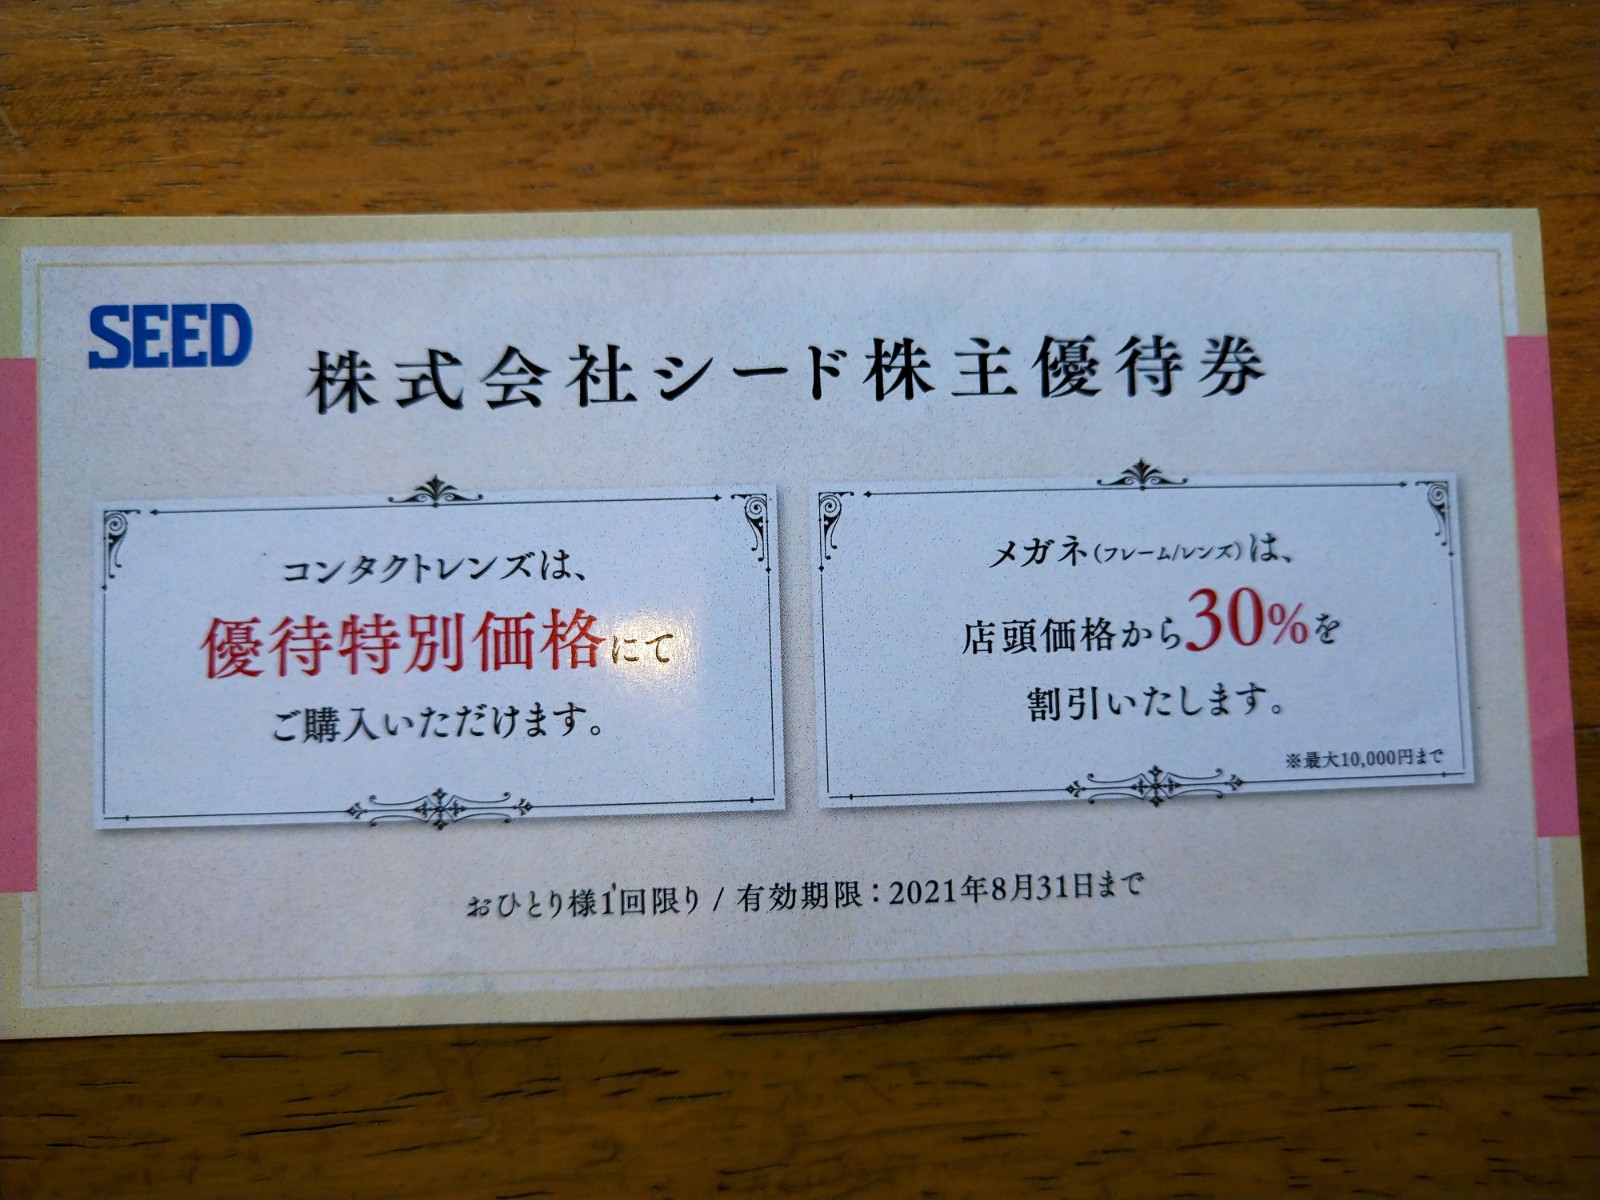 SEED
株式会社シード株主優待券
コンタクトレンズは、
優待特別価格にて
ご購入いただけます。
メガネ(フレーム/レンズ)は、
店頭価格から30%を
割引いたします。
※最大10,000円まで
おひとり様1回限り / 有効期限：2021年8月31日まで